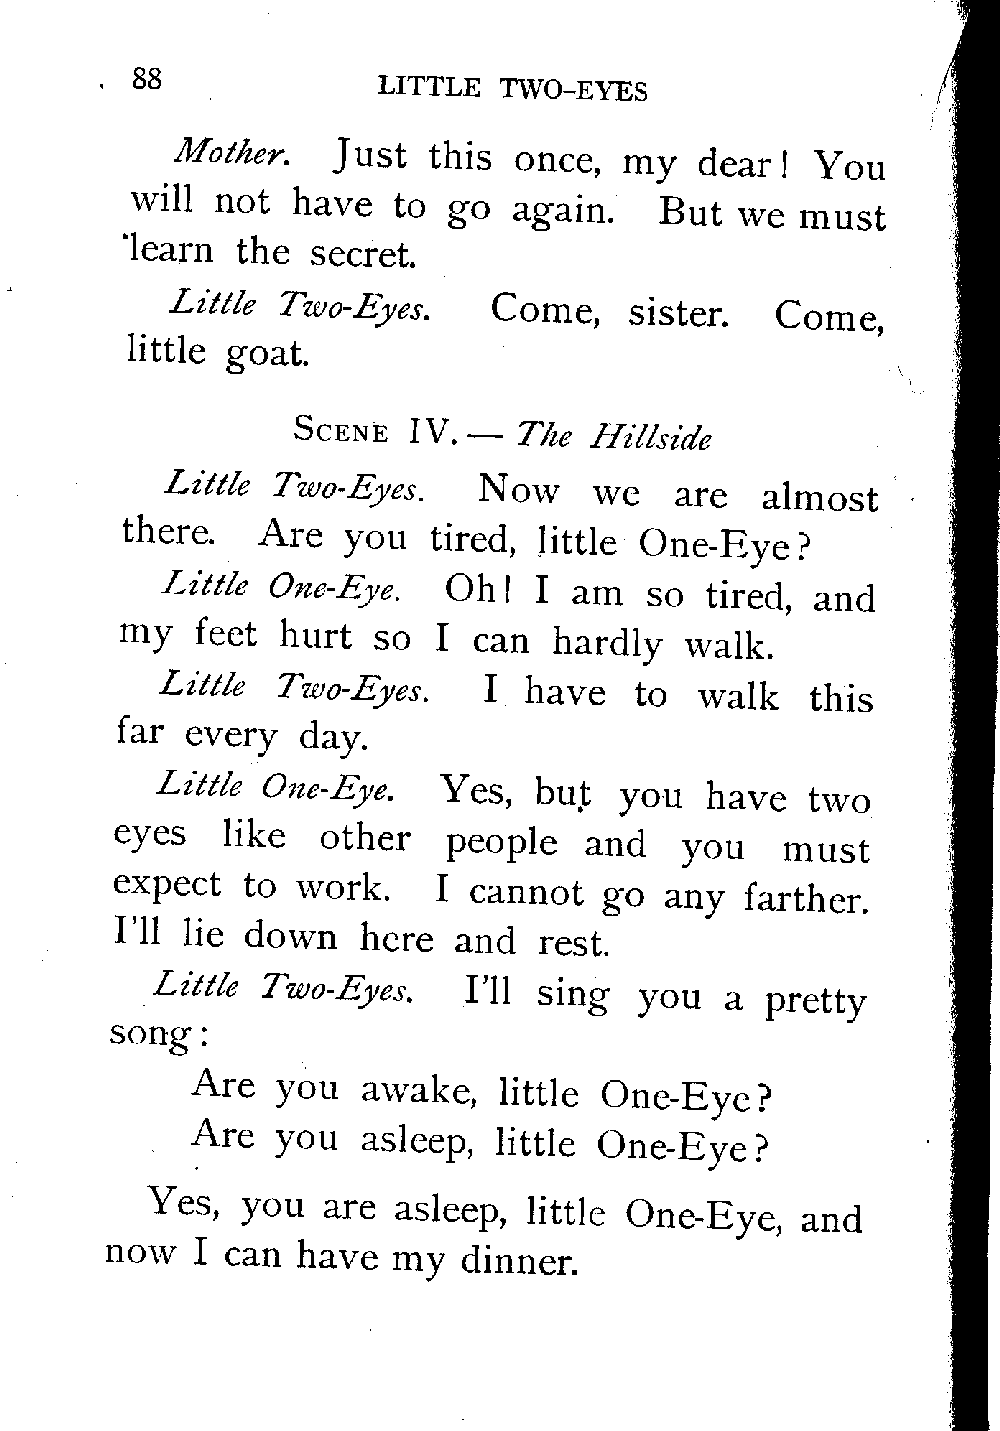 88 LITTLE TWO-EYES
Mother. Just this once, my dear! You
will not have to go again. But we must
learn the secret.
Little Two-Eyes. Come, sister. Come,
little goat.
SCENE IV.— The Hillside
Little Two-Eyes. Now we are almost
there. Are you tired, little One-Eye?
Little One-Eye. Oh! I am so tired, and
my feet hurt so I can hardly walk.
Little Two-Eyes. I have to walk this
far every day.
Little One-Eye. Yes, but you have two
eyes like other people and you must
expect to work. I cannot go any farther.
I'll lie down here and rest.
Little Two-Eyes. I'll sing you a pretty
song:
Are you awake, little One-Eye?
Are you asleep, little One-Eye?
Yes, you are asleep, little One-Eye, and
now I can have my dinner.